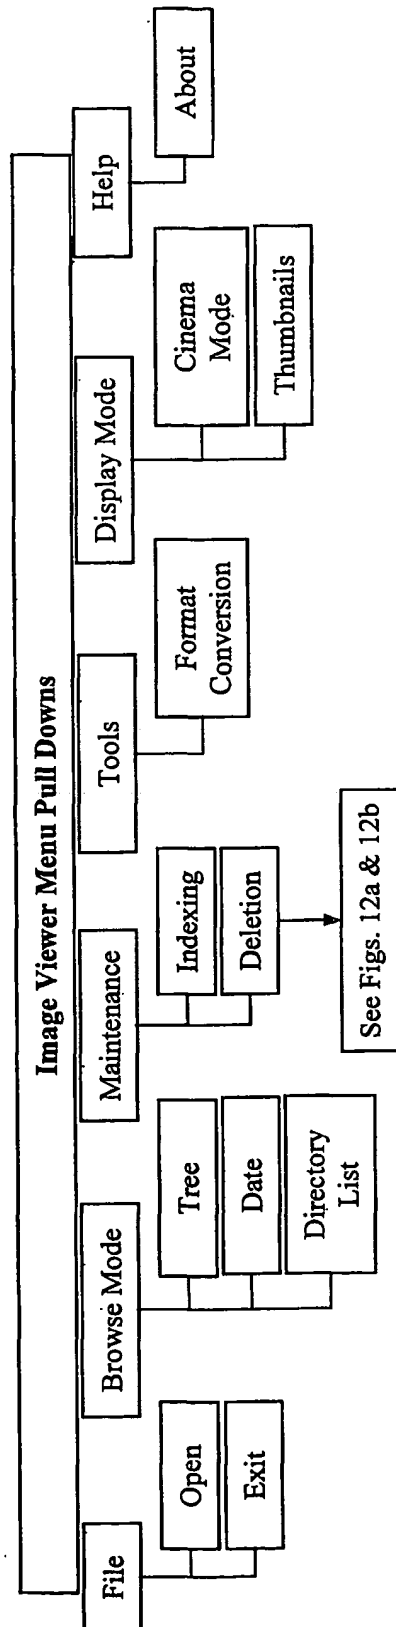 Image Viewer Menu Pull Downs
File
Open
Exit
Browse Mode
Tree
Date
Directory
List
Maintenance
Indexing
Deletion
See Figs. 12a & 12b
Tools
Format
Conversion
Display Mode
Cinema
Mode
Thumbnails
Help
About